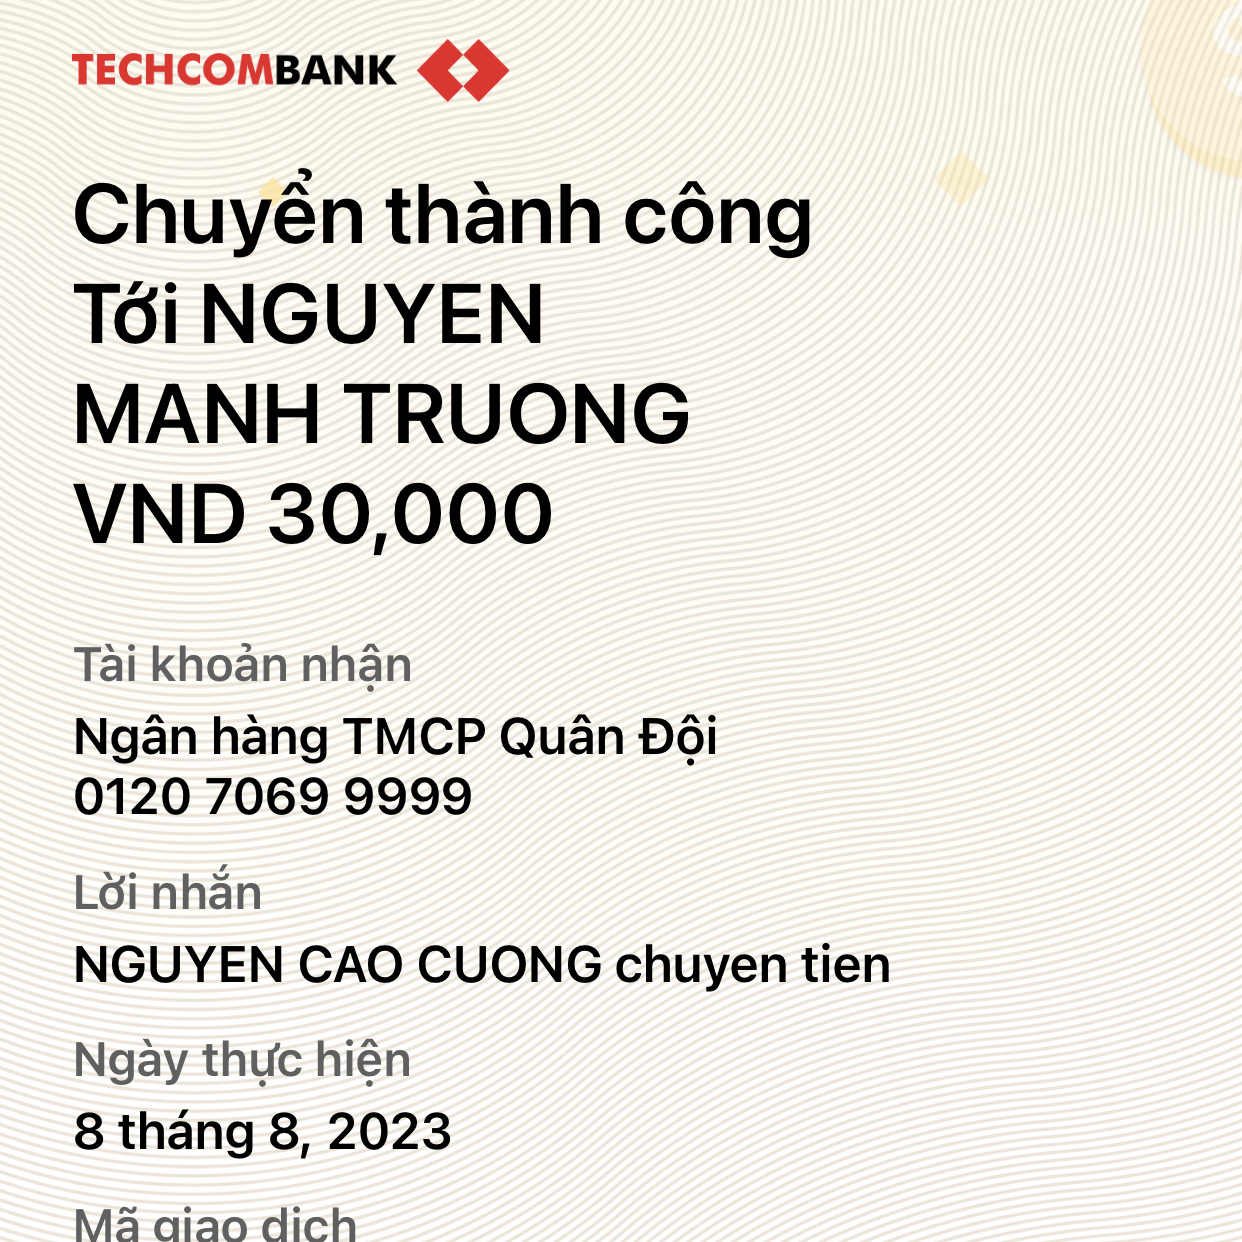 TECHCOMBANK
Chuyển thành công
Tới NGUYEN
MANH TRUONG
VND 30,000
Tài khoản nhận
Ngân hàng TMCP Quân Đội
0120 7069 9999
Lời nhắn
NGUYEN CAO CUONG chuyen tien
Ngày thực hiện
8 tháng 8, 2023
Mã giao dịch